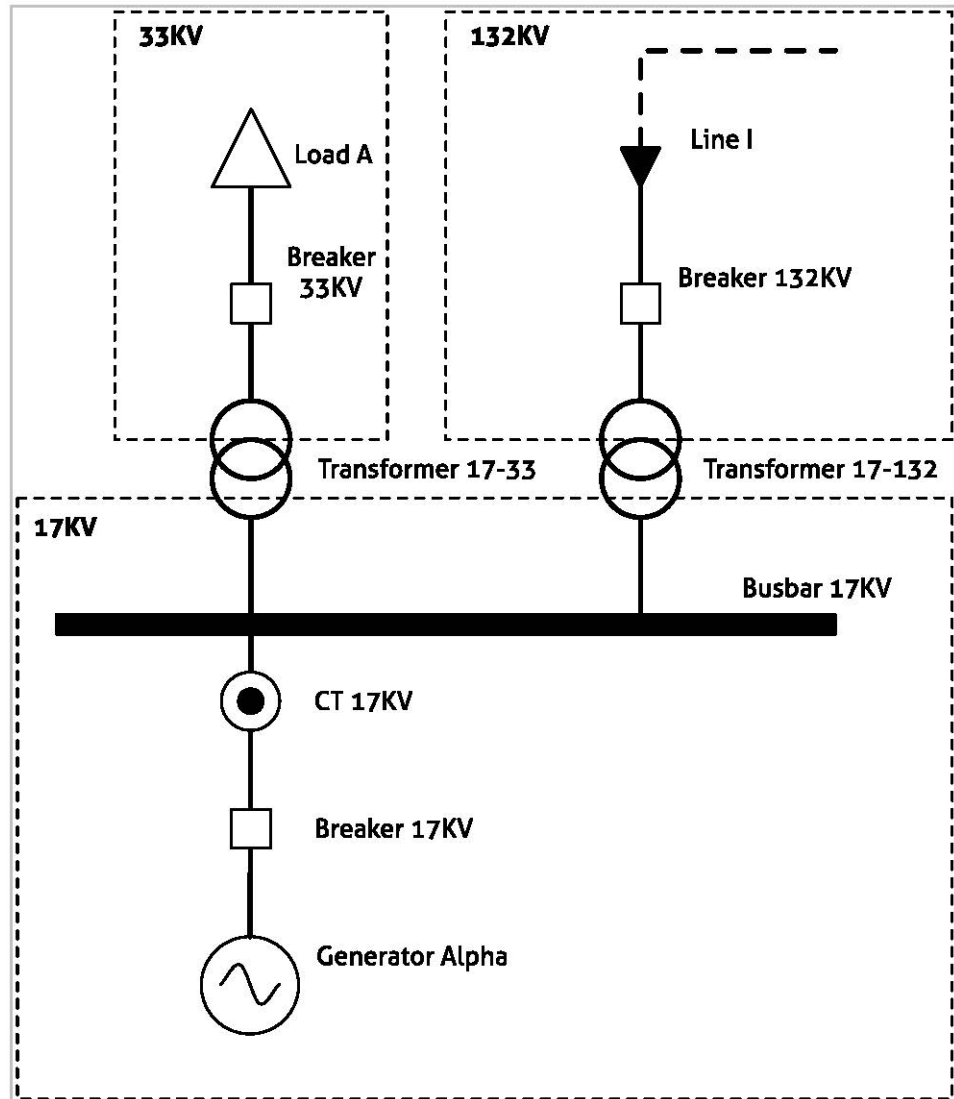 33KV
132KV
Load A
Line I
Breaker
33KV
Breaker 132KV
Transformer 17-33
Transformer 17-132
17KV
Busbar 17KV
CT 17KV
Breaker 17KV
Generator Alpha